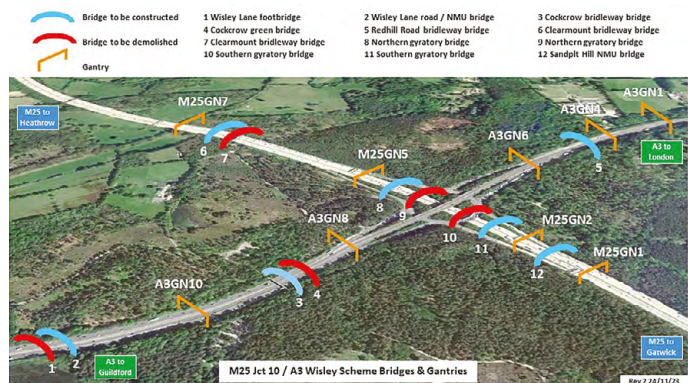 Bridge to be constructed
Bridge to be demolished
Gantry
1 Wisley Lane footbridge
2 Wisley Lane road / NMU bridge
3 Cockcrow bridleway bridge
4 Cockcrow green bridge
5 Redhill Road bridleway bridge
6 Clearmount bridleway bridge
7 Clearmount bridleway bridge
8 Northern gyratory bridge
9 Northern gyratory bridge
10 Southern gyratory bridge
11 Southern gyratory bridge
12 Sandpit Hill NMU bridge
M25 to
Heathrow
M25GN7
6
7
M25GN5
8
9
A3GN6
A3GN4
A3GN1
5
A3 to
London
A3GN8
10
11
M25GN2
12
M25GN1
A3GN10
3
4
1
2
A3 to
Guildford
M25 to
Gatwick
M25 Jct 10 / A3 Wisley Scheme Bridges & Gantries
Rev 2 24/11/23